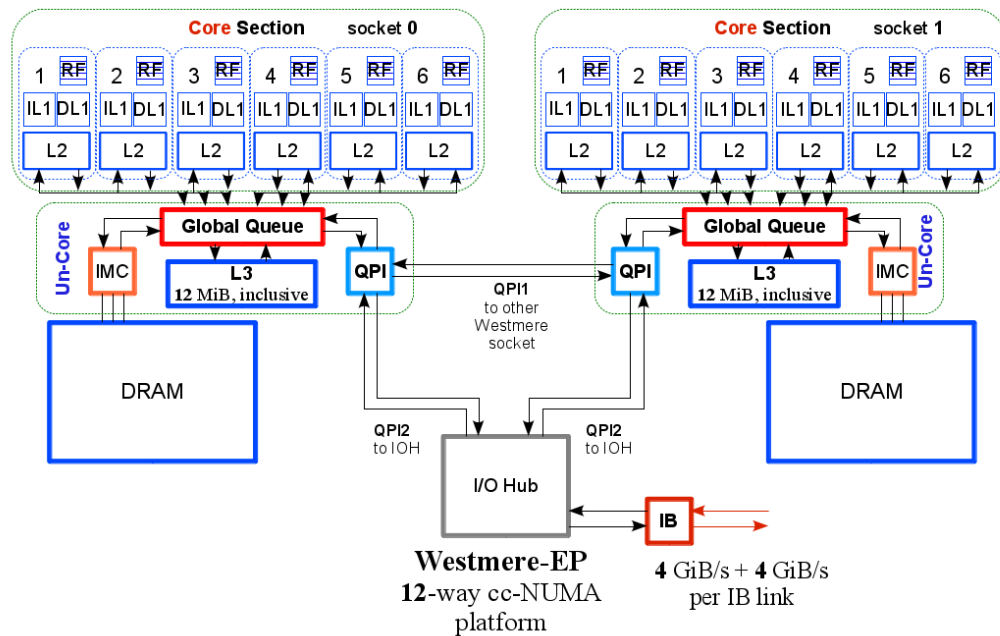 Core Section socket 0
1 RF 2 RF 3 RF 4 RF 5 RF 6 RF
IL1 DL1 IL1 DL1 IL1 DL1 IL1 DL1 IL1 DL1 IL1 DL1
L2 L2 L2 L2 L2 L2
Un-Core
Global Queue
IMC
L3
12 MiB, inclusive
QPI
DRAM
Core Section socket 1
1 RF 2 RF 3 RF 4 RF 5 RF 6 RF
IL1 DL1 IL1 DL1 IL1 DL1 IL1 DL1 IL1 DL1 IL1 DL1
L2 L2 L2 L2 L2 L2
Global Queue
QPI
L3
12 MiB, inclusive
IMC
Un-Core
DRAM
QPI1
to other
Westmere
socket
QPI2
to IOH
QPI2
to IOH
I/O Hub
IB
Westmere-EP
12-way cc-NUMA
platform
4 GiB/s + 4 GiB/s
per IB link